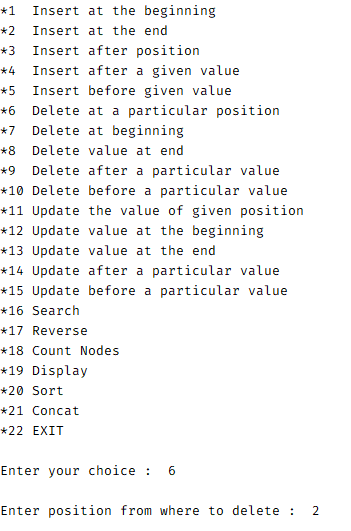 *1  Insert at the beginning
*2  Insert at the end
*3  Insert after position
*4  Insert after a given value
*5  Insert before given value
*6  Delete at a particular position
*7  Delete at beginning
*8  Delete value at end
*9  Delete after a particular value
*10 Delete before a particular value
*11 Update the value of given position
*12 Update value at the beginning
*13 Update value at the end
*14 Update after a particular value
*15 Update before a particular value
*16 Search
*17 Reverse
*18 Count Nodes
*19 Display
*20 Sort
*21 Concat
*22 EXIT
Enter your choice :  6
Enter position from where to delete :  2